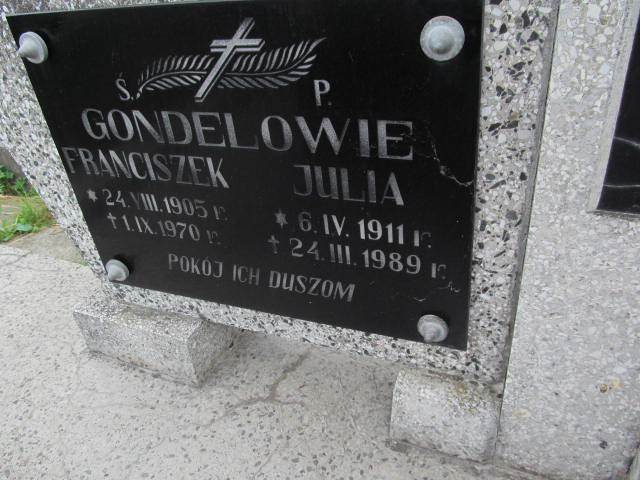 Ś. P.
GONDELOWIE
FRANCISZEK JULIA
* 24.VIII.1905 r. * 6.IV.1911 r.
† 1.IX.1970 r. † 24.III.1989 r.
POKÓJ ICH DUSZOM